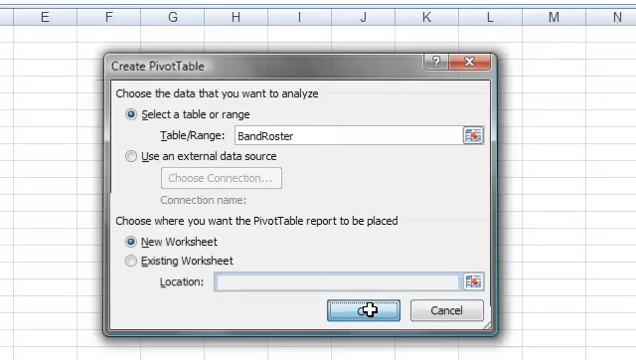 E F G H I J K L M N
Create PivotTable
?
Choose the data that you want to analyze
Select a table or range
Table/Range: BandRoster
Use an external data source
Choose Connection...
Connection name:
Choose where you want the PivotTable report to be placed
New Worksheet
Existing Worksheet
Location:
Cancel